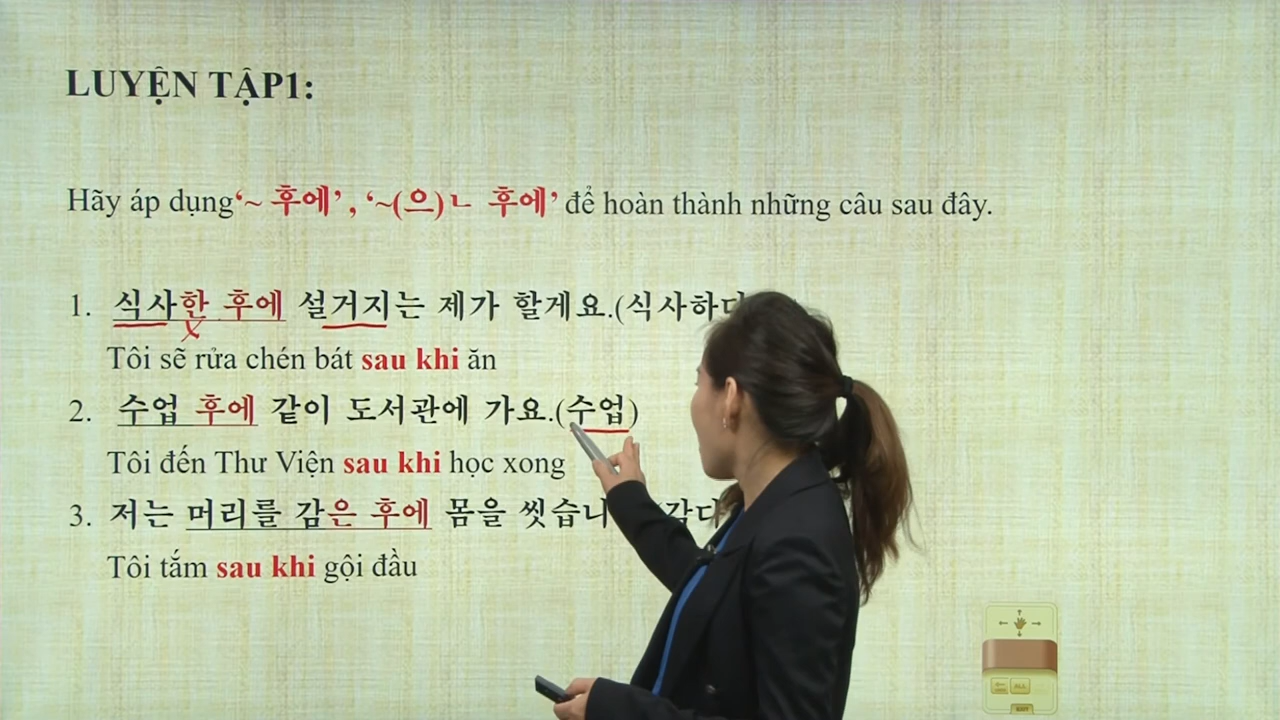 LUYỆN TẬP1:
Hãy áp dụng‘~ 후에’ , ‘~(으)ㄴ 후에’ để hoàn thành những câu sau đây.
1. 식사한 후에 설거지는 제가 할게요.(식사하다
Tôi sẽ rửa chén bát sau khi ăn
2. 수업 후에 같이 도서관에 가요.(수업)
Tôi đến Thư Viện sau khi học xong
3. 저는 머리를 감은 후에 몸을 씻습니
Tôi tắm sau khi gội đầu
ALL
EXIT